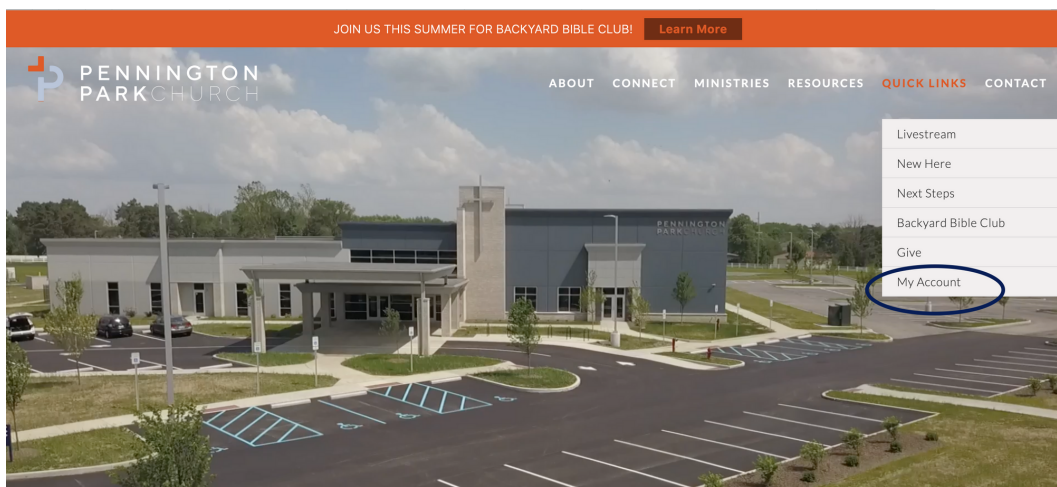 JOIN US THIS SUMMER FOR BACKYARD BIBLE CLUB! Learn More
PENNINGTON
PARKCHURCH
ABOUT CONNECT MINISTRIES RESOURCES QUICK LINKS CONTACT
Livestream
New Here
Next Steps
Backyard Bible Club
Give
My Account
PENNINGTON
PARKCHURCH